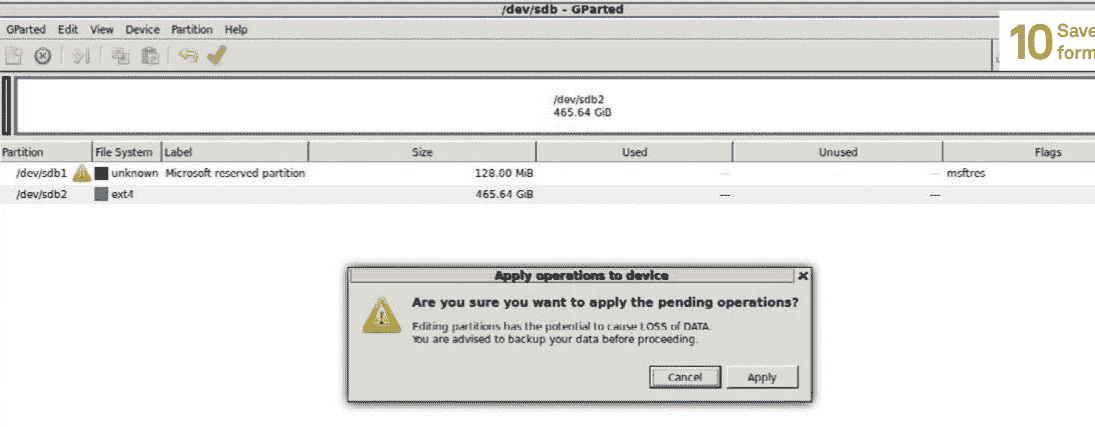 /dev/sdb - GParted
GParted Edit View Device Partition Help
10 Save
form
/dev/sdb2
465.64 GiB
Partition File System Label Size Used Unused Flags
/dev/sdb1 unknown Microsoft reserved partition 128.00 MiB --- --- msftres
/dev/sdb2 ext4 465.64 GiB --- ---
Apply operations to device
Are you sure you want to apply the pending operations?
Editing partitions has the potential to cause LOSS of DATA.
You are advised to backup your data before proceeding.
Cancel Apply